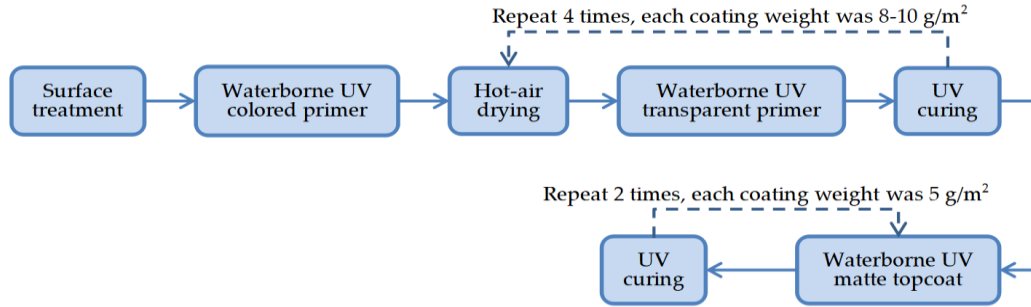 Repeat 4 times, each coating weight was 8-10 g/m²
Surface
treatment
Waterborne UV
colored primer
Hot-air
drying
Waterborne UV
transparent primer
UV
curing
Repeat 2 times, each coating weight was 5 g/m²
UV
curing
Waterborne UV
matte topcoat